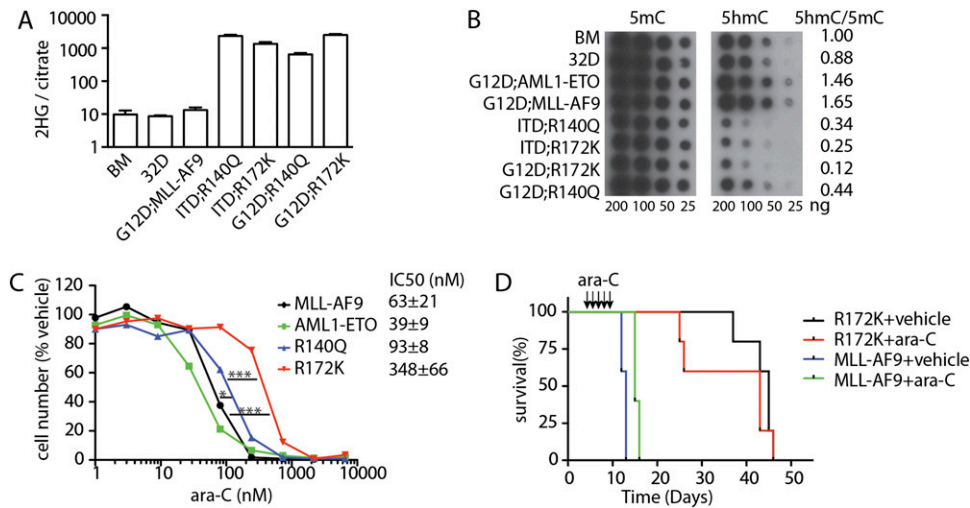 A
2HG / citrate
10000
1000
100
10
1
BM
32D
G12D;MLL-AF9
ITD;R140Q
ITD;R172K
G12D;R140Q
G12D;R172K
B
5mC 5hmC 5hmC/5mC
BM 1.00
32D 0.88
G12D;AML1-ETO 1.46
G12D;MLL-AF9 1.65
ITD;R140Q 0.34
ITD;R172K 0.25
G12D;R172K 0.12
G12D;R140Q 0.44
200 100 50 25 200 100 50 25 ng
C
cell number (% vehicle)
120
100
80
60
40
20
0
1 10 100 1000 10000
ara-C (nM)
IC50 (nM)
MLL-AF9 63±21
AML1-ETO 39±9
R140Q 93±8
R172K 348±66
***
*
***
D
ara-C
survival(%)
100
75
50
25
0
0 10 20 30 40 50
Time (Days)
R172K+vehicle
R172K+ara-C
MLL-AF9+vehicle
MLL-AF9+ara-C